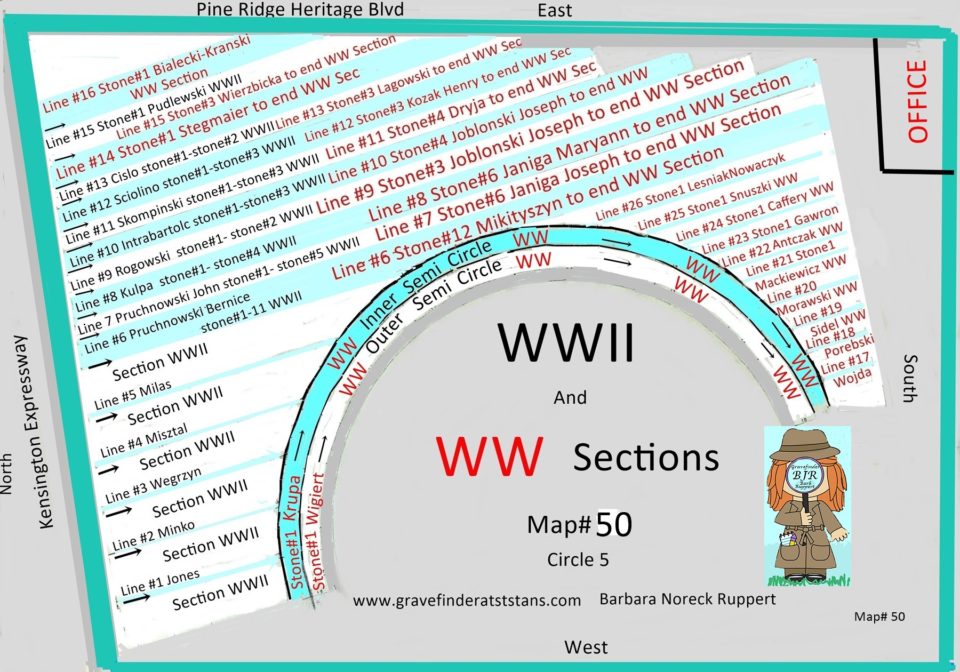 Pine Ridge Heritage Blvd East
Line #16 Stone#1 Bialecki-Kranski
WW Section
Line #15 Stone#1 Pudlewski WWII
Line #15 Stone#3 Wierzbicka to end WW Section
Line #14 Stone#1 Stegmaier to end WW Sec
Line #13 Cislo stone#1-stone#2 WWII
Line #13 Stone#3 Lagowski to end WW Sec
Line #12 Sciolino stone#1-stone#3 WWII
Line #12 Stone#3 Kozak Henry to end WW Sec
Line #11 Skompinski stone#1-stone#3 WWII
Line #11 Stone#4 Dryja to end WW Sec
Line #10 Intrabartolc stone#1-stone#3 WWII
Line #10 Stone#4 Joblonski Joseph to end WW
Line #9 Rogowski stone#1- stone#2 WWII
Line #9 Stone#3 Joblonski Joseph to end WW Section
Line #8 Kulpa stone#1- stone#4 WWII
Line #8 Stone#6 Janiga Maryann to end WW Section
Line 7 Pruchnowski John stone#1- stone#5 WWII
Line #7 Stone#6 Janiga Joseph to end WW Section
Line #6 Pruchnowski Bernice
stone#1-11 WWII
Line #6 Stone#12 Mikityszyn to end WW Section
Section WWII
Line #5 Milas
Section WWII
Line #4 Misztal
Section WWII
Line #3 Wegrzyn
Section WWII
Line #2 Minko
Section WWII
Line #1 Jones
Section WWII
Line #26 Stone1 LesniakNowaczyk
Line #25 Stone1 Snuszki WW
Line #24 Stone1 Caffery WW
Line #23 Stone1 Gawron
Line #22 Antczak WW
Line #21 Stone1
Mackiewicz WW
Line #20
Morawski WW
Line #19
Sidel WW
Line #18
Porebski
Line #17
Wojda
Stone#1 Krupa WW Inner Semi Circle WW WW WW
Stone#1 Wigiert WW Outer Semi Circle WW WW WW
OFFICE
North
Kensington Expressway
South
WWII
And
WW Sections
Map# 50
Circle 5
www.gravefinderatststans.com Barbara Noreck Ruppert
Gravefinder
BJR
Barb
Ruppert
Map# 50
West